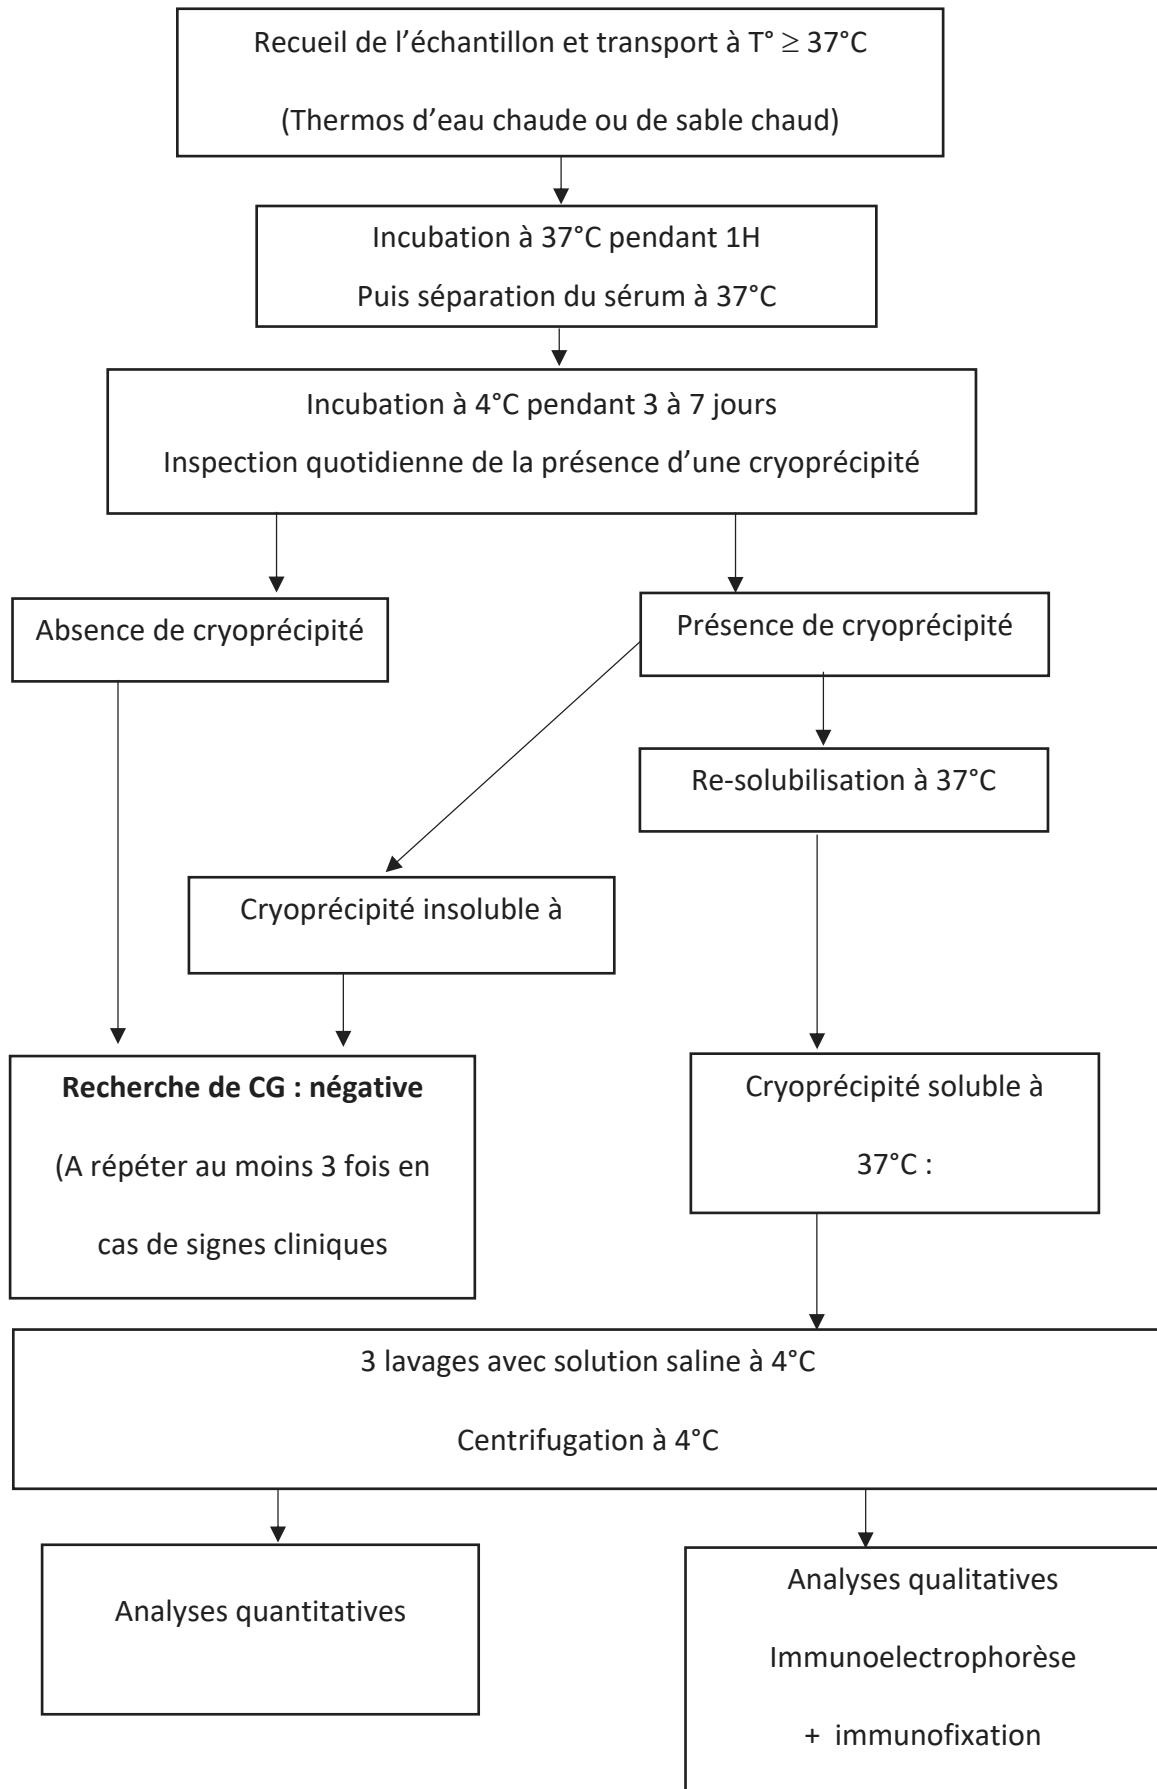 Recueil de l’échantillon et transport à T° ≥ 37°C
(Thermos d’eau chaude ou de sable chaud)
Incubation à 37°C pendant 1H
Puis séparation du sérum à 37°C
Incubation à 4°C pendant 3 à 7 jours
Inspection quotidienne de la présence d’une cryoprécipité
Absence de cryoprécipité
Présence de cryoprécipité
Re-solubilisation à 37°C
Cryoprécipité insoluble à
Recherche de CG : négative
(A répéter au moins 3 fois en
cas de signes cliniques
Cryoprécipité soluble à
37°C :
3 lavages avec solution saline à 4°C
Centrifugation à 4°C
Analyses quantitatives
Analyses qualitatives
Immunoelectrophorèse
+ immunofixation